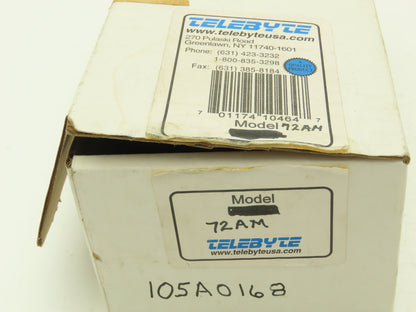 TELEBYTE
www.telebyteusa.com
270 Pulaski Road
Greenlawn, NY 11740-1601
Phone: (631) 423-3232
1-800-835-3298
Fax: (631) 385-8184
7 01174 10464 7
Model 72AM
Model
72AM
TELEBYTE
www.telebyteusa.com
105A0168